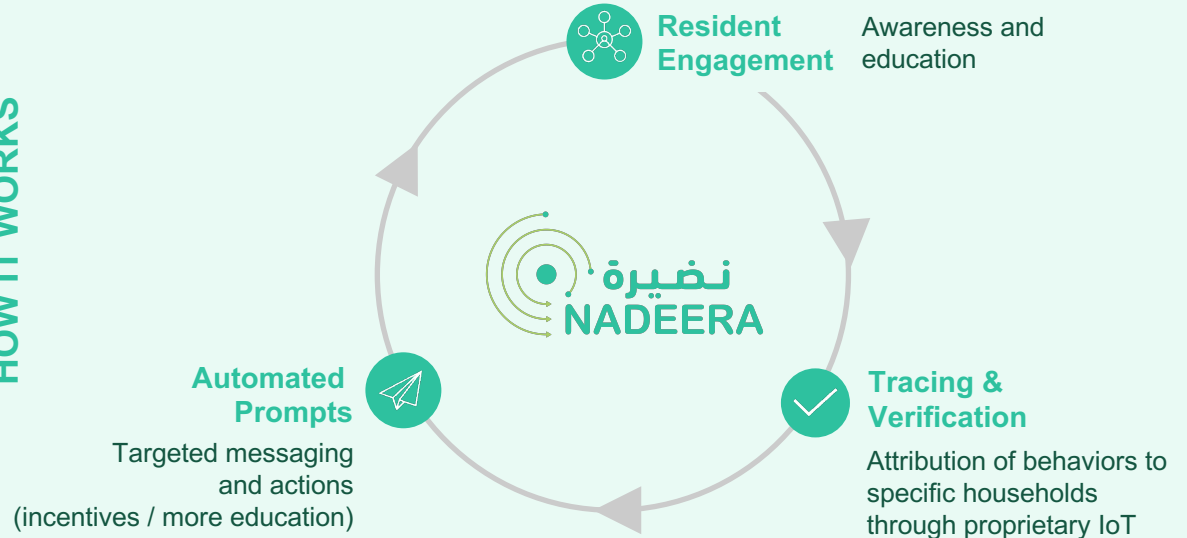 HOW IT WORKS
Resident
Engagement
Awareness and
education
نضيرة
NADEERA
Automated
Prompts
Targeted messaging
and actions
(incentives / more education)
Tracing &
Verification
Attribution of behaviors to
specific households
through proprietary IoT